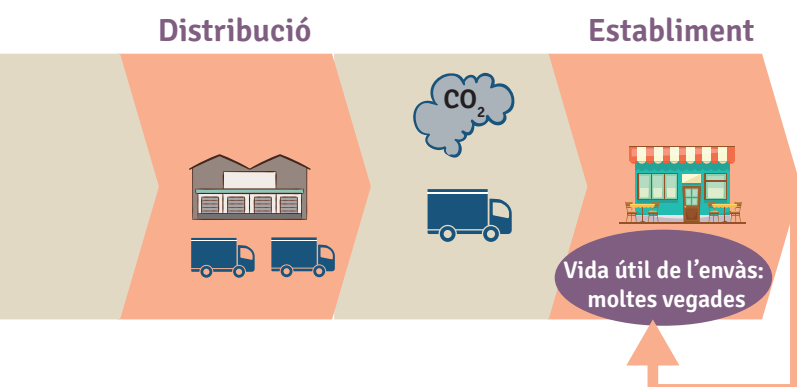 Distribució
Establiment
CO₂
Vida útil de l'envàs:
moltes vegades